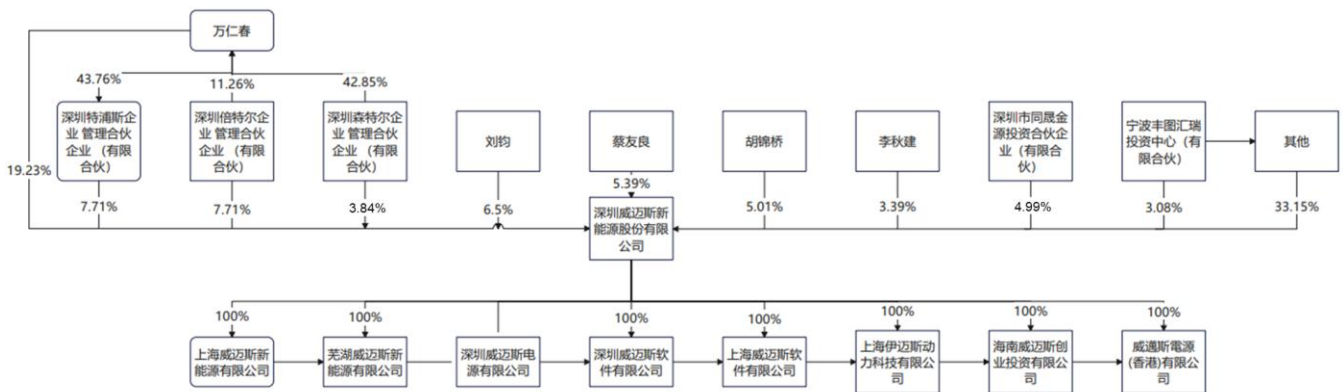 万仁春
43.76%
11.26%
42.85%
深圳特浦斯企
业 管理合伙
企业 （有限
合伙）
深圳倍特尔企
业 管理合伙
企业 （有限
合伙）
深圳森特尔企
业 管理合伙
企业 （有限
合伙）
刘钧
蔡友良
胡锦桥
李秋建
深圳市同晟金
源投资合伙企
业（有限合
伙）
宁波丰图汇瑞
投资中心（有
限合伙）
其他
19.23%
7.71%
7.71%
3.84%
6.5%
5.39%
5.01%
3.39%
4.99%
3.08%
33.15%
深圳威迈斯新
能源股份有限
公司
100%
100%
100%
100%
100%
100%
100%
上海威迈斯新
能源有限公司
芜湖威迈斯新
能源有限公司
深圳威迈斯电
源有限公司
深圳威迈斯软
件有限公司
上海威迈斯软
件有限公司
上海伊迈斯动
力科技有限公
司
海南威迈斯创
业投资有限公
司
威邁斯電源
(香港)有限公
司